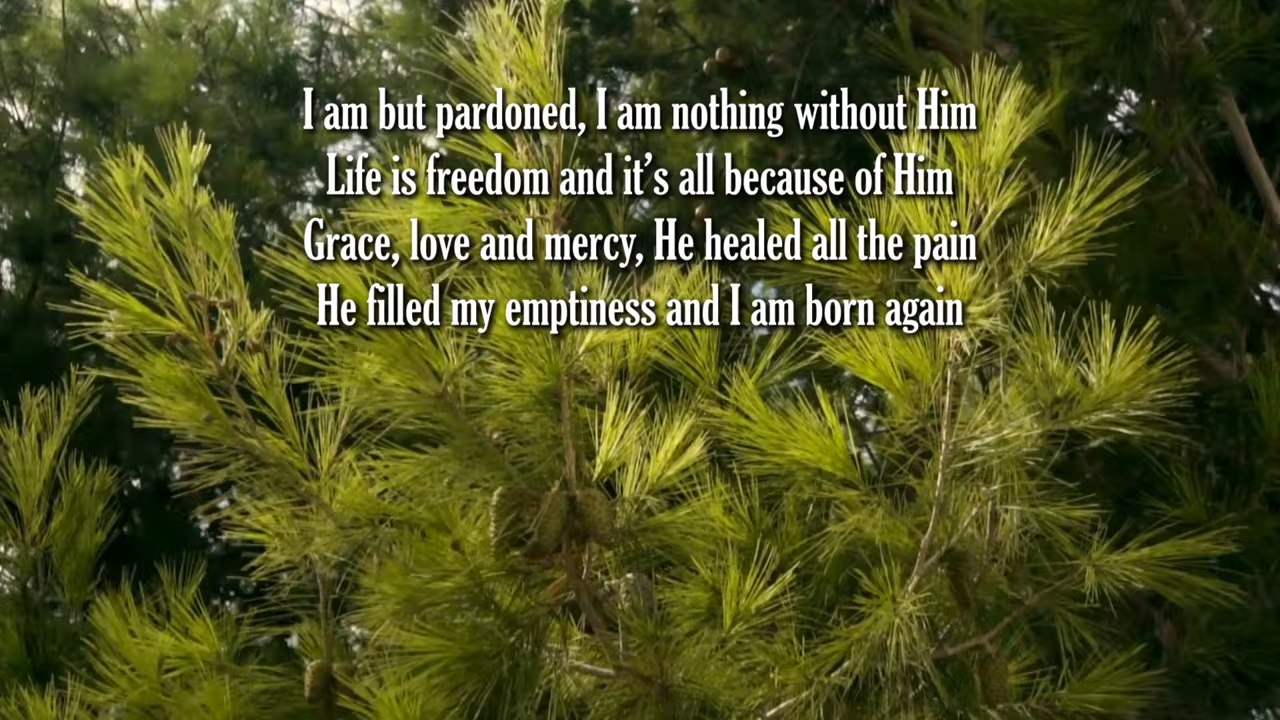 I am but pardoned, I am nothing without Him
Life is freedom and it’s all because of Him
Grace, love and mercy, He healed all the pain
He filled my emptiness and I am born again